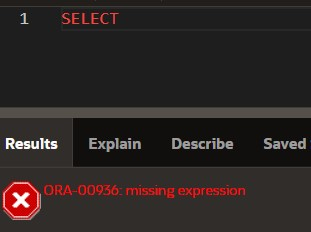 1 SELECT
Results Explain Describe Saved
ORA-00936: missing expression